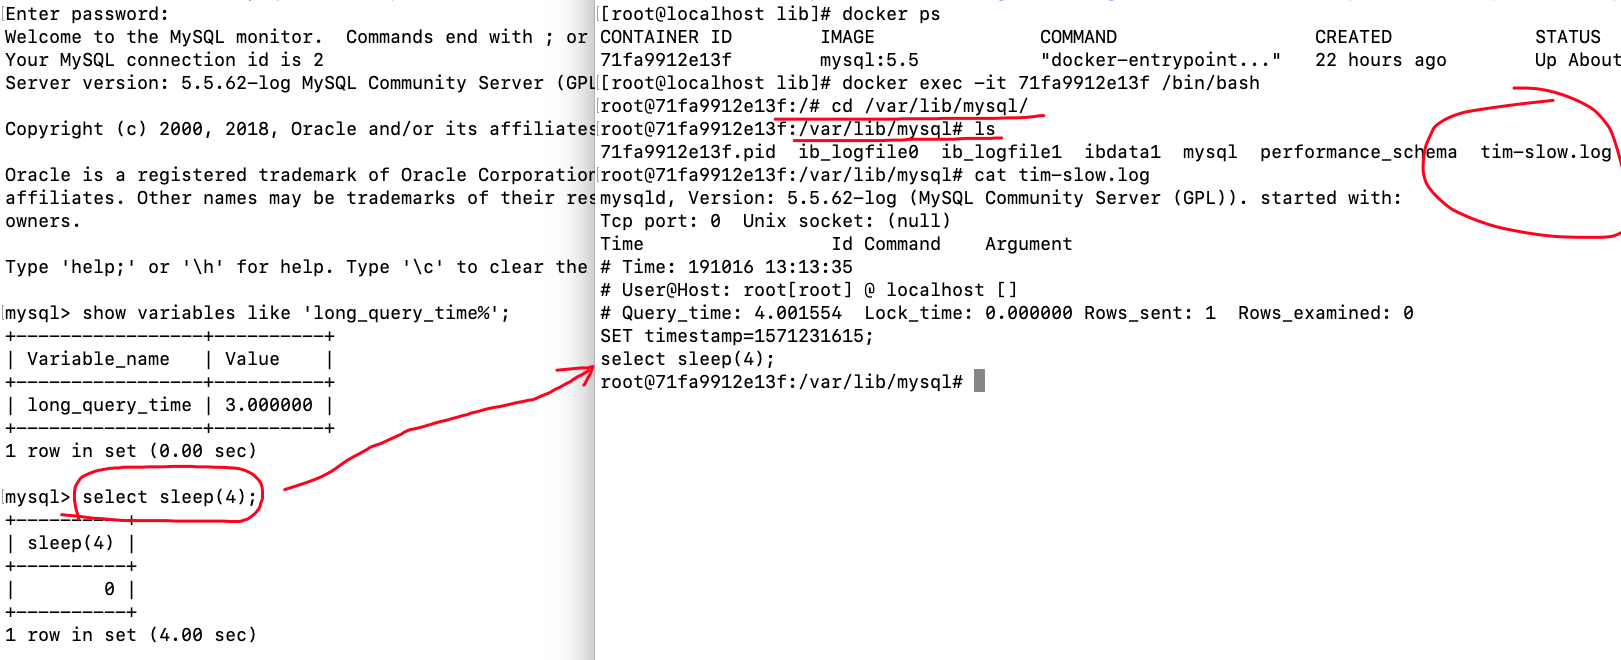 Enter password:
Welcome to the MySQL monitor.  Commands end with ; or
Your MySQL connection id is 2
Server version: 5.5.62-log MySQL Community Server (GPL
Copyright (c) 2000, 2018, Oracle and/or its affiliates
Oracle is a registered trademark of Oracle Corporation
affiliates. Other names may be trademarks of their res
owners.
Type 'help;' or '\h' for help. Type '\c' to clear the
mysql> show variables like 'long_query_time%';
+-----------------+----------+
| Variable_name   | Value    |
+-----------------+----------+
| long_query_time | 3.000000 |
+-----------------+----------+
1 row in set (0.00 sec)
mysql> select sleep(4);
+----------+
| sleep(4) |
+----------+
|        0 |
+----------+
1 row in set (4.00 sec)
[root@localhost lib]# docker ps
CONTAINER ID        IMAGE               COMMAND                  CREATED             STATUS
71fa9912e13f        mysql:5.5           "docker-entrypoint..."   22 hours ago        Up About
[root@localhost lib]# docker exec -it 71fa9912e13f /bin/bash
root@71fa9912e13f:/# cd /var/lib/mysql/
root@71fa9912e13f:/var/lib/mysql# ls
71fa9912e13f.pid  ib_logfile0  ib_logfile1  ibdata1  mysql  performance_schema  tim-slow.log
root@71fa9912e13f:/var/lib/mysql# cat tim-slow.log
mysqld, Version: 5.5.62-log (MySQL Community Server (GPL)). started with:
Tcp port: 0  Unix socket: (null)
Time                 Id Command    Argument
# Time: 191016 13:13:35
# User@Host: root[root] @ localhost []
# Query_time: 4.001554  Lock_time: 0.000000 Rows_sent: 1  Rows_examined: 0
SET timestamp=1571231615;
select sleep(4);
root@71fa9912e13f:/var/lib/mysql#